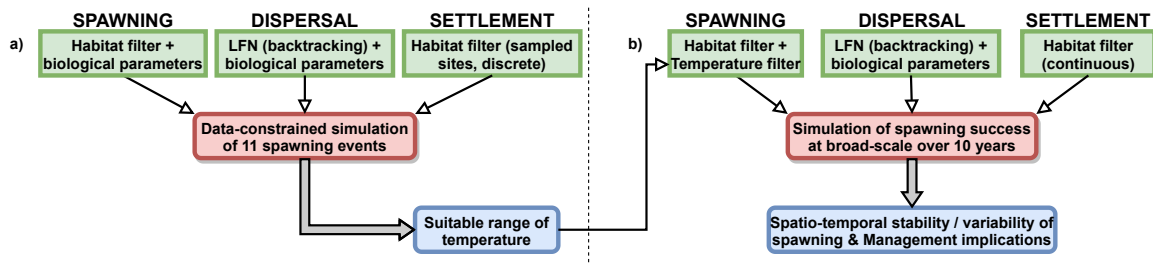 a)
SPAWNING
DISPERSAL
SETTLEMENT
Habitat filter +
biological parameters
LFN (backtracking) +
biological parameters
Habitat filter (sampled
sites, discrete)
Data-constrained simulation
of 11 spawning events
Suitable range of
temperature
b)
SPAWNING
DISPERSAL
SETTLEMENT
Habitat filter +
Temperature filter
LFN (backtracking) +
biological parameters
Habitat filter
(continuous)
Simulation of spawning success
at broad-scale over 10 years
Spatio-temporal stability / variability of
spawning & Management implications